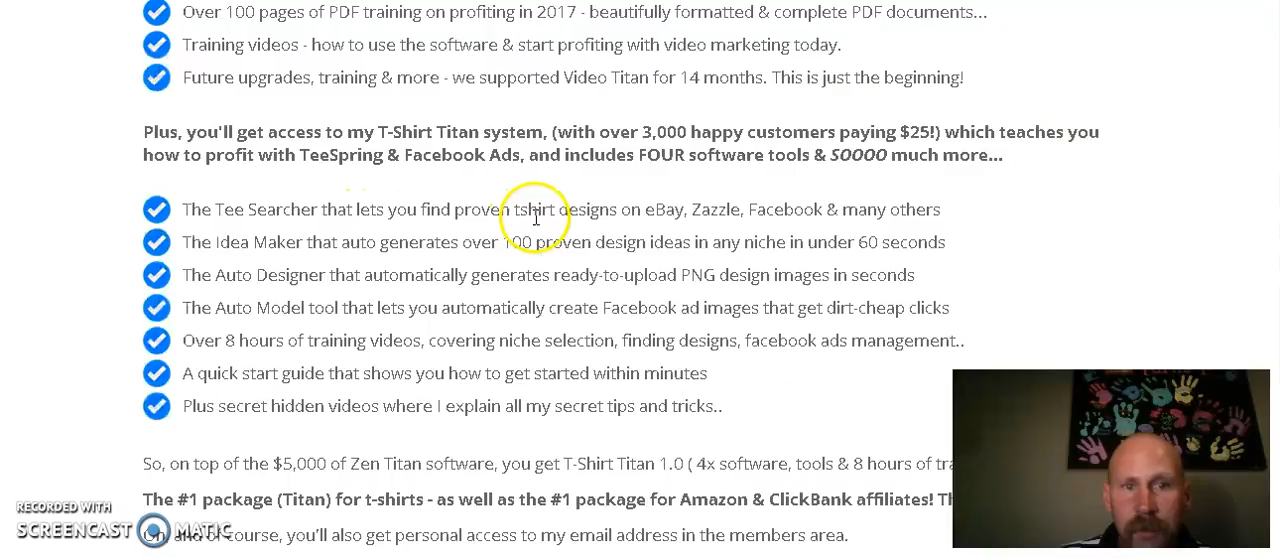 Over 100 pages of PDF training on profiting in 2017 - beautifully formatted & complete PDF documents...
Training videos - how to use the software & start profiting with video marketing today.
Future upgrades, training & more - we supported Video Titan for 14 months. This is just the beginning!
Plus, you'll get access to my T-Shirt Titan system, (with over 3,000 happy customers paying $25!) which teaches you
how to profit with TeeSpring & Facebook Ads, and includes FOUR software tools & SOOOO much more...
The Tee Searcher that lets you find proven tshirt designs on eBay, Zazzle, Facebook & many others
The Idea Maker that auto generates over 100 proven design ideas in any niche in under 60 seconds
The Auto Designer that automatically generates ready-to-upload PNG design images in seconds
The Auto Model tool that lets you automatically create Facebook ad images that get dirt-cheap clicks
Over 8 hours of training videos, covering niche selection, finding designs, facebook ads management..
A quick start guide that shows you how to get started within minutes
Plus secret hidden videos where I explain all my secret tips and tricks..
So, on top of the $5,000 of Zen Titan software, you get T-Shirt Titan 1.0 ( 4x software, tools & 8 hours of tra
The #1 package (Titan) for t-shirts - as well as the #1 package for Amazon & ClickBank affiliates! Th
course, you'll also get personal access to my email address in the members area.
RECORDED WITH
SCREENCAST MATIC